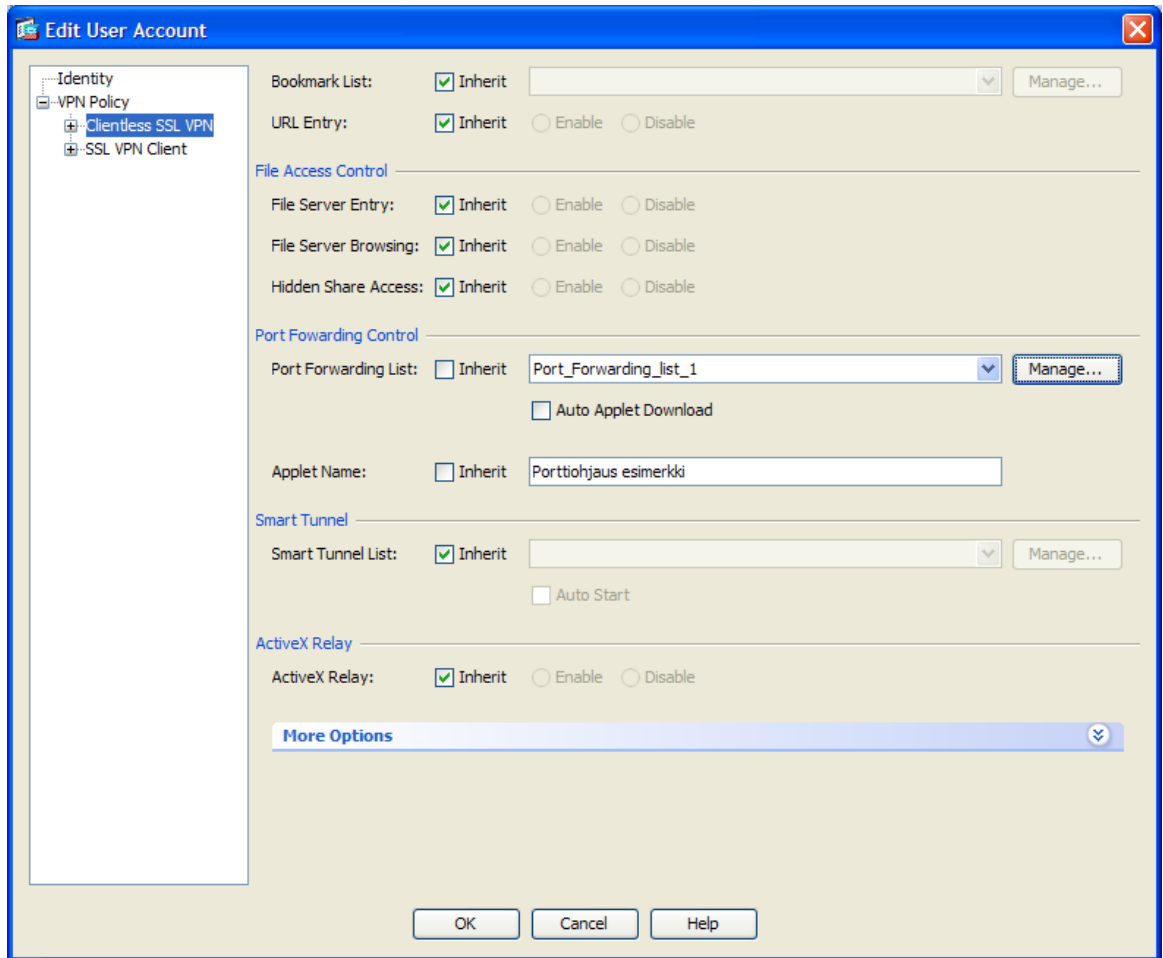 Edit User Account
Identity
VPN Policy
Clientless SSL VPN
SSL VPN Client
Bookmark List: Inherit Manage...
URL Entry: Inherit Enable Disable
File Access Control
File Server Entry: Inherit Enable Disable
File Server Browsing: Inherit Enable Disable
Hidden Share Access: Inherit Enable Disable
Port Fowarding Control
Port Forwarding List: Inherit Port_Forwarding_list_1 Manage...
Auto Applet Download
Applet Name: Inherit Porttiohjaus esimerkki
Smart Tunnel
Smart Tunnel List: Inherit Manage...
Auto Start
ActiveX Relay
ActiveX Relay: Inherit Enable Disable
More Options
OK Cancel Help